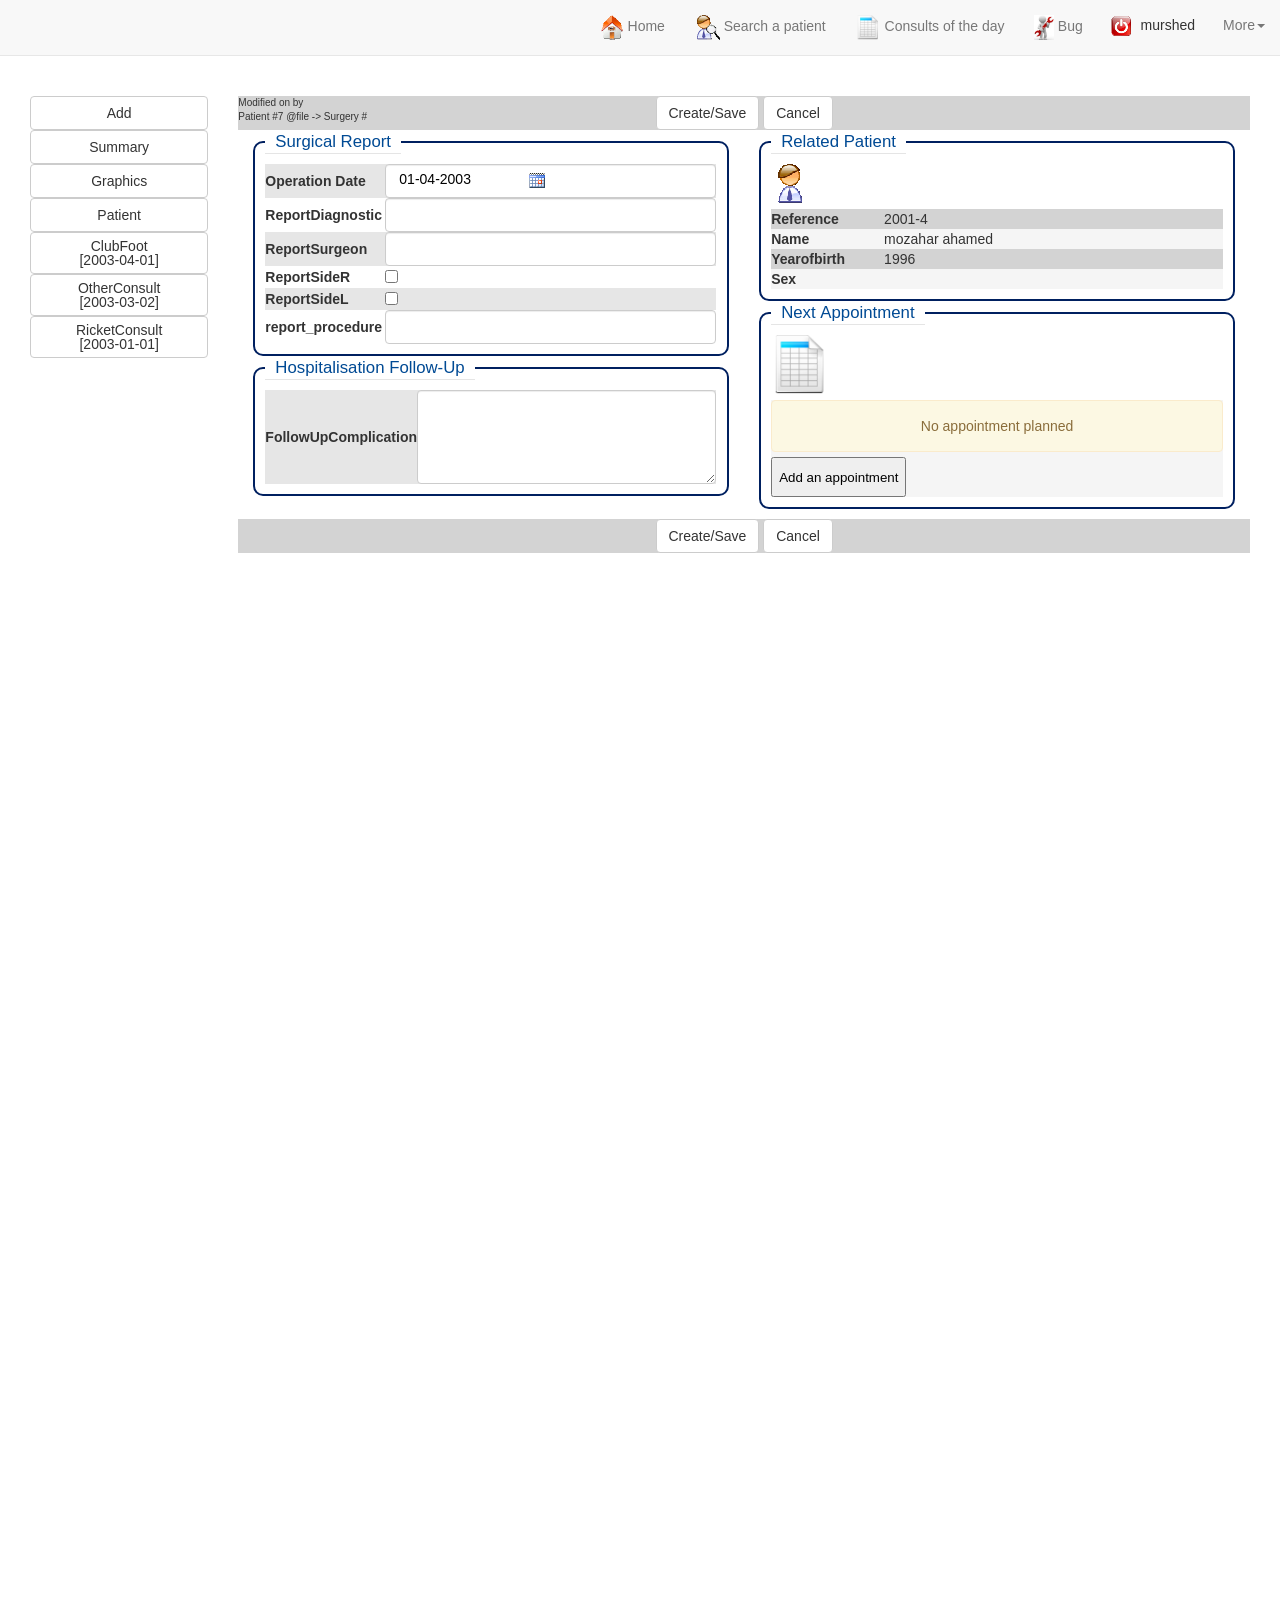 Home Search a patient Consults of the day Bug murshed More
Add
Summary
Graphics
Patient
ClubFoot
[2003-04-01]
OtherConsult
[2003-03-02]
RicketConsult
[2003-01-01]
Modified on by
Patient #7 @file -> Surgery #
Create/Save Cancel
Surgical Report
Operation Date 01-04-2003
ReportDiagnostic
ReportSurgeon
ReportSideR
ReportSideL
report_procedure
Hospitalisation Follow-Up
FollowUpComplication
Related Patient
Reference 2001-4
Name mozahar ahamed
Yearofbirth 1996
Sex
Next Appointment
No appointment planned
Add an appointment
Create/Save Cancel